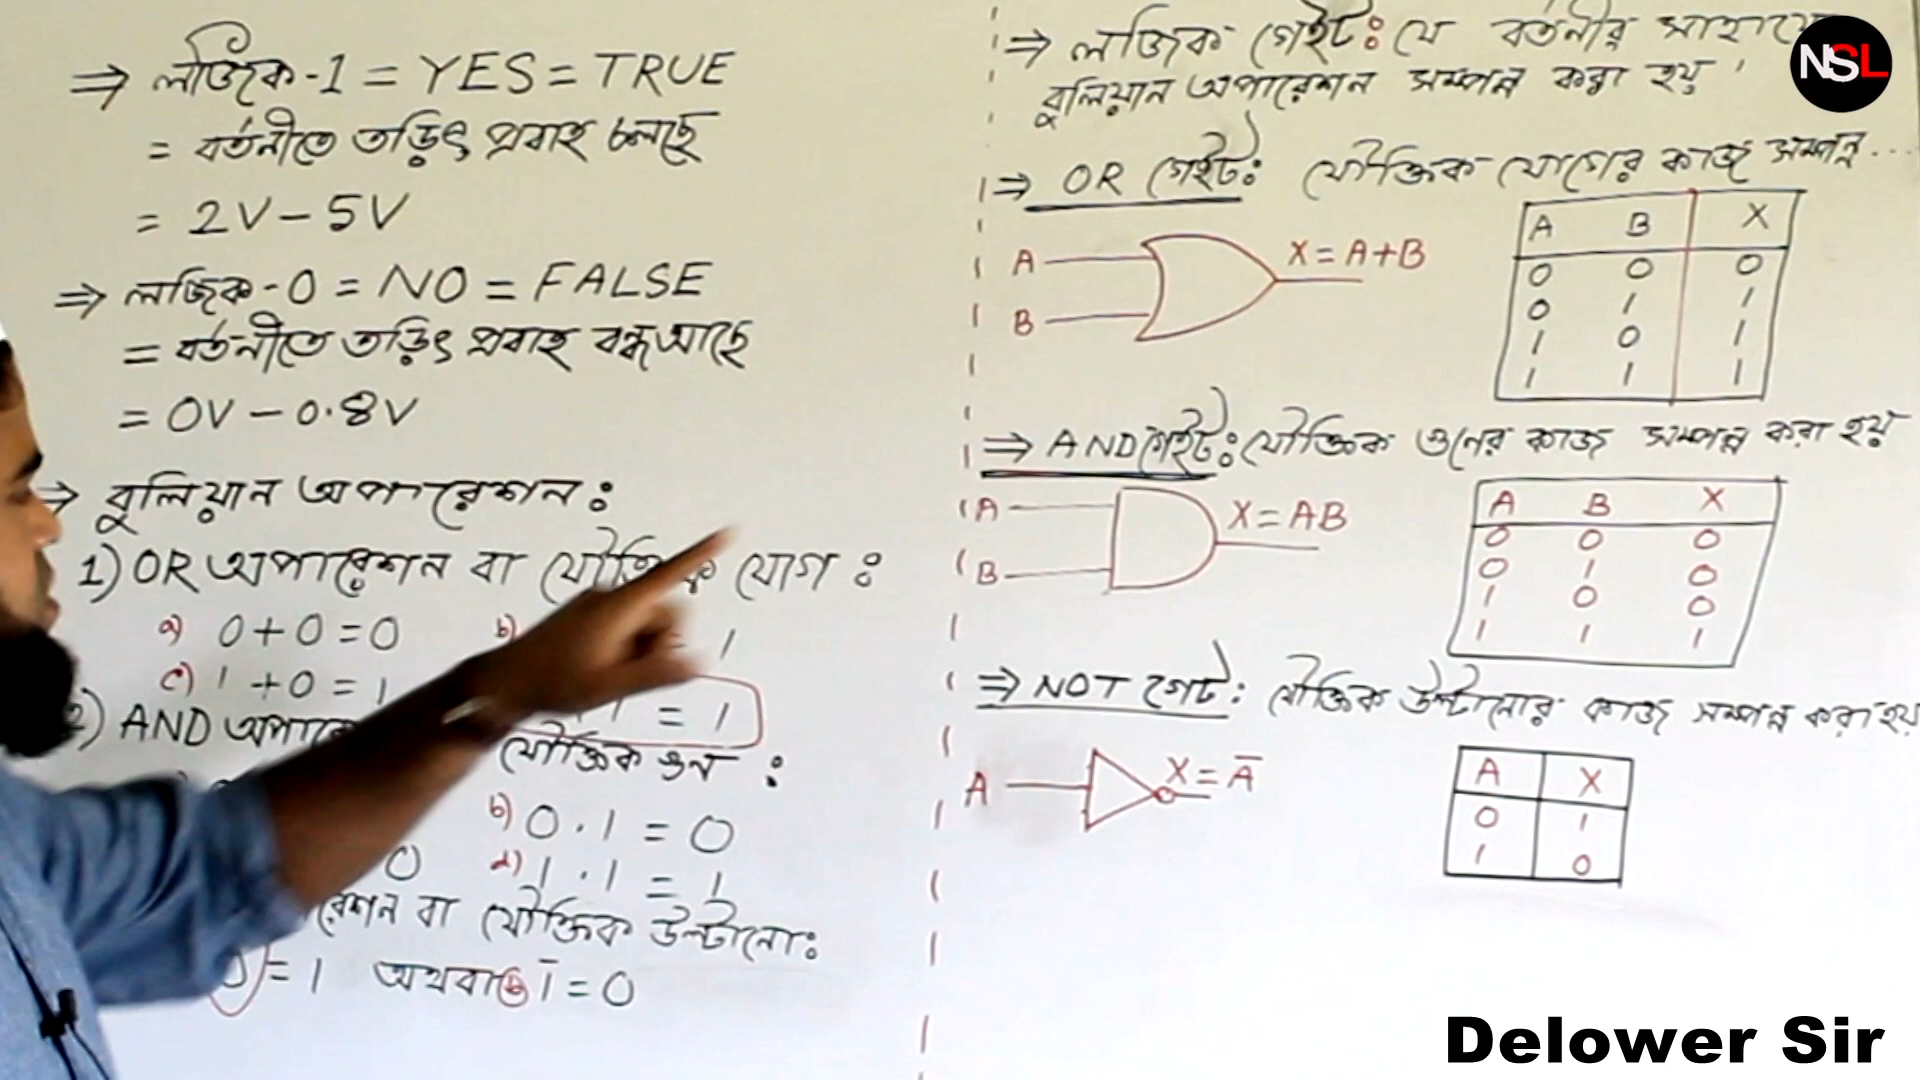 ⇒ লজিক-1 = YES = TRUE
= বর্তনীতে তড়িৎ প্রবাহ চলছে
= 2V – 5V
⇒ লজিক-0 = NO = FALSE
= বর্তনীতে তড়িৎ প্রবাহ বন্ধ আছে
= 0V – 0.8V
⇒ বুলিয়ান অপারেশন :
1) OR অপারেশন বা যৌক্তিক যোগ :
a) 0 + 0 = 0 b) = 1
c) 1 + 0 = 1 1 = 1
2) AND যৌক্তিক গুন :
b) 0 . 1 = 0
0 d) 1 . 1 = 1
বা যৌক্তিক উল্টানো:
= 1 অথবা 1̅ = 0
⇒ লজিক গেইট: যে বর্তনীর
বুলিয়ান অপারেশন সম্পন্ন করা হয়
⇒ OR গেইট: যৌক্তিক যোগের কাজ সম্পন্ন...
A
B
X = A+B
A B X
0 0 0
0 1 1
1 0 1
1 1 1
⇒ AND গেইট: যৌক্তিক গুনের কাজ সম্পন্ন করা হয়
A
B
X = AB
A B X
0 0 0
0 1 0
1 0 0
1 1 1
⇒ NOT গেট: যৌক্তিক উল্টানোর কাজ সম্পন্ন করা হয়
A
X = A̅
A X
0 1
1 0
NSL
Delower Sir